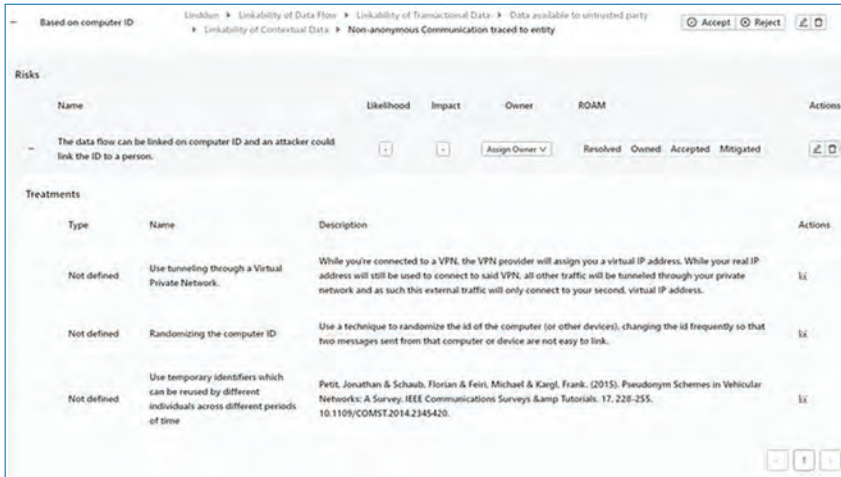 Based on computer ID
Linddun ▸ Linkability of Data Flow ▸ Linkability of Transactional Data ▸ Data available to untrusted party
▸ Linkability of Contextual Data ▸ Non-anonymous Communication traced to entity
Accept Reject
Risks
Name Likelihood Impact Owner ROAM Actions
The data flow can be linked on computer ID and an attacker could
link the ID to a person.
- - Assign Owner Resolved Owned Accepted Mitigated
Treatments
Type Name Description Actions
Not defined
Use tunneling through a Virtual
Private Network.
While you're connected to a VPN, the VPN provider will assign you a virtual IP address. While your real IP
address will still be used to connect to said VPN, all other traffic will be tunneled through your private
network and as such this external traffic will only connect to your second, virtual IP address.
Not defined
Randomizing the computer ID
Use a technique to randomize the id of the computer (or other devices), changing the id frequently so that
two messages sent from that computer or device are not easy to link.
Not defined
Use temporary identifiers which
can be reused by different
individuals across different periods
of time
Petit, Jonathan & Schaub, Florian & Feiri, Michael & Kargl, Frank. (2015). Pseudonym Schemes in Vehicular
Networks: A Survey. IEEE Communications Surveys &amp Tutorials. 17. 228-255.
10.1109/COMST.2014.2345420.
1